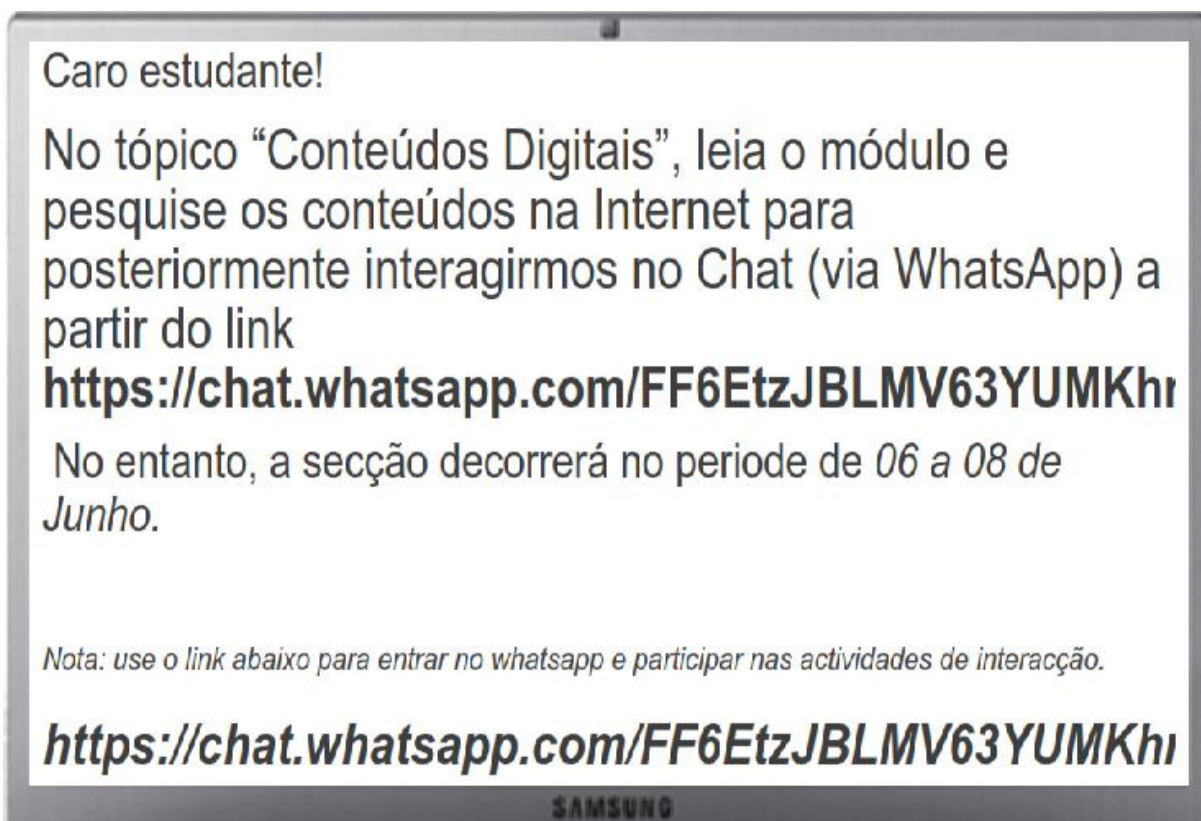 Caro estudante!
No tópico “Conteúdos Digitais”, leia o módulo e
pesquise os conteúdos na Internet para
posteriormente interagirmos no Chat (via WhatsApp) a
partir do link
https://chat.whatsapp.com/FF6EtzJBLMV63YUMKh
No entanto, a secção decorrerá no periode de 06 a 08 de
Junho.
Nota: use o link abaixo para entrar no whatsapp e participar nas actividades de interacção.
https://chat.whatsapp.com/FF6EtzJBLMV63YUMKh
SAMSUNG